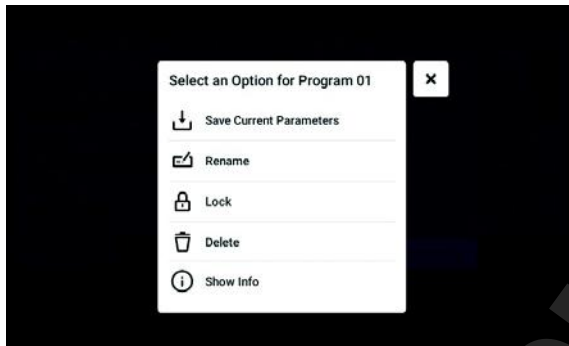 Select an Option for Program 01
Save Current Parameters
Rename
Lock
Delete
Show Info